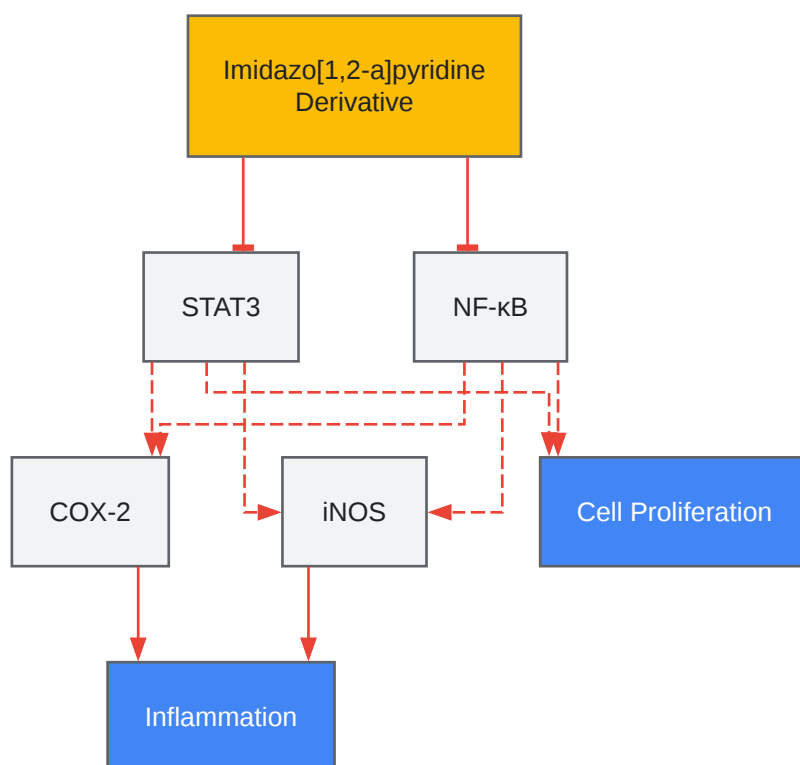 Imidazo[1,2-a]pyridine
Derivative
STAT3
NF-κB
COX-2
iNOS
Cell Proliferation
Inflammation